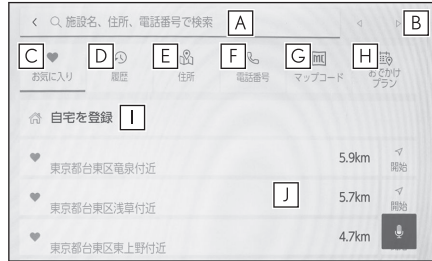 施設名、住所、電話番号で検索 A B
C D E F G H
お気に入り 履歴 住所 電話番号 マップコード おでかけプラン
自宅を登録 I
東京都台東区竜泉付近 5.9km 開始
東京都台東区浅草付近 J 5.7km 開始
東京都台東区東上野付近 4.7km